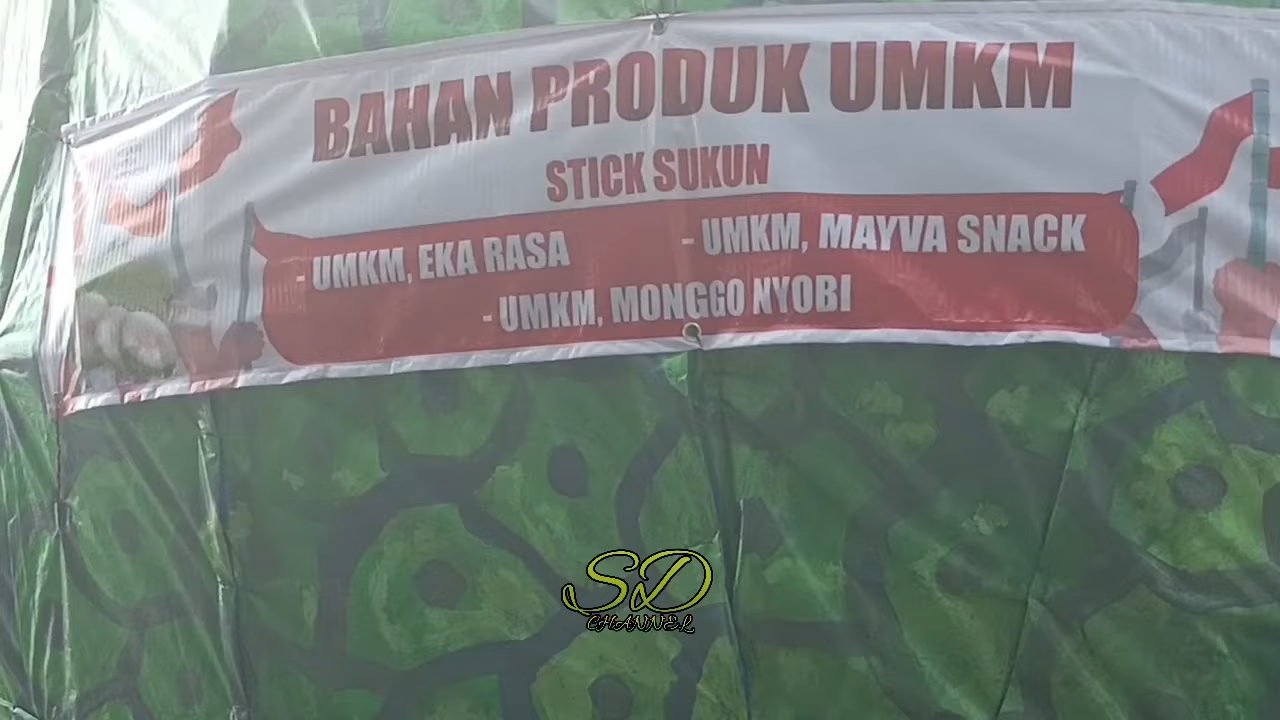 BAHAN PRODUK UMKM
STICK SUKUN
- UMKM, EKA RASA - UMKM, MAYVA SNACK
- UMKM, MONGGO NYOBI
SD
CHANNEL